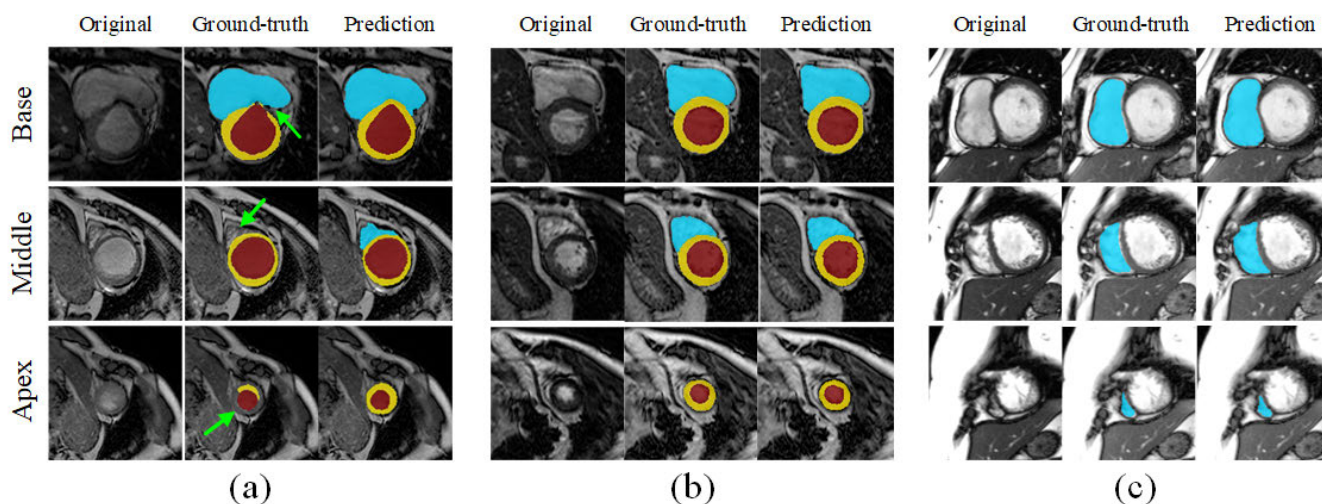 Original Ground-truth Prediction Original Ground-truth Prediction Original Ground-truth Prediction
Base
Middle
Apex
(a) (b) (c)